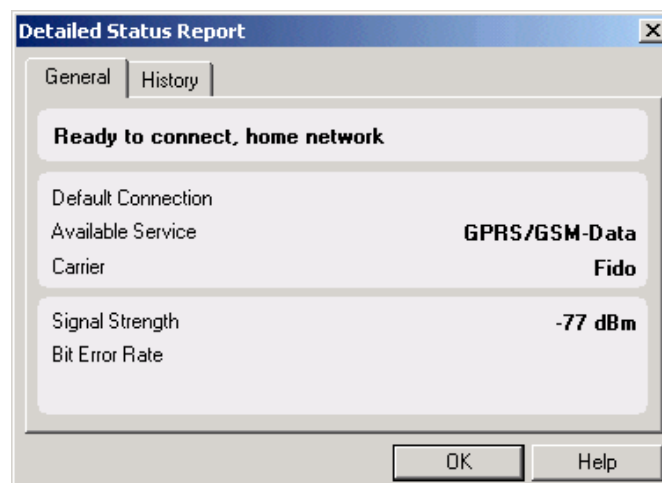 Detailed Status Report
General
History
Ready to connect, home network
Default Connection
Available Service GPRS/GSM-Data
Carrier Fido
Signal Strength -77 dBm
Bit Error Rate
OK
Help